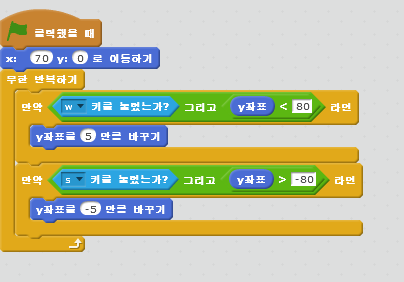 클릭했을 때
x: 70 y: 0 로 이동하기
무한 반복하기
만약 w 키를 눌렀는가? 그리고 y좌표 < 80 라면
y좌표를 5 만큼 바꾸기
만약 s 키를 눌렀는가? 그리고 y좌표 > -80 라면
y좌표를 -5 만큼 바꾸기